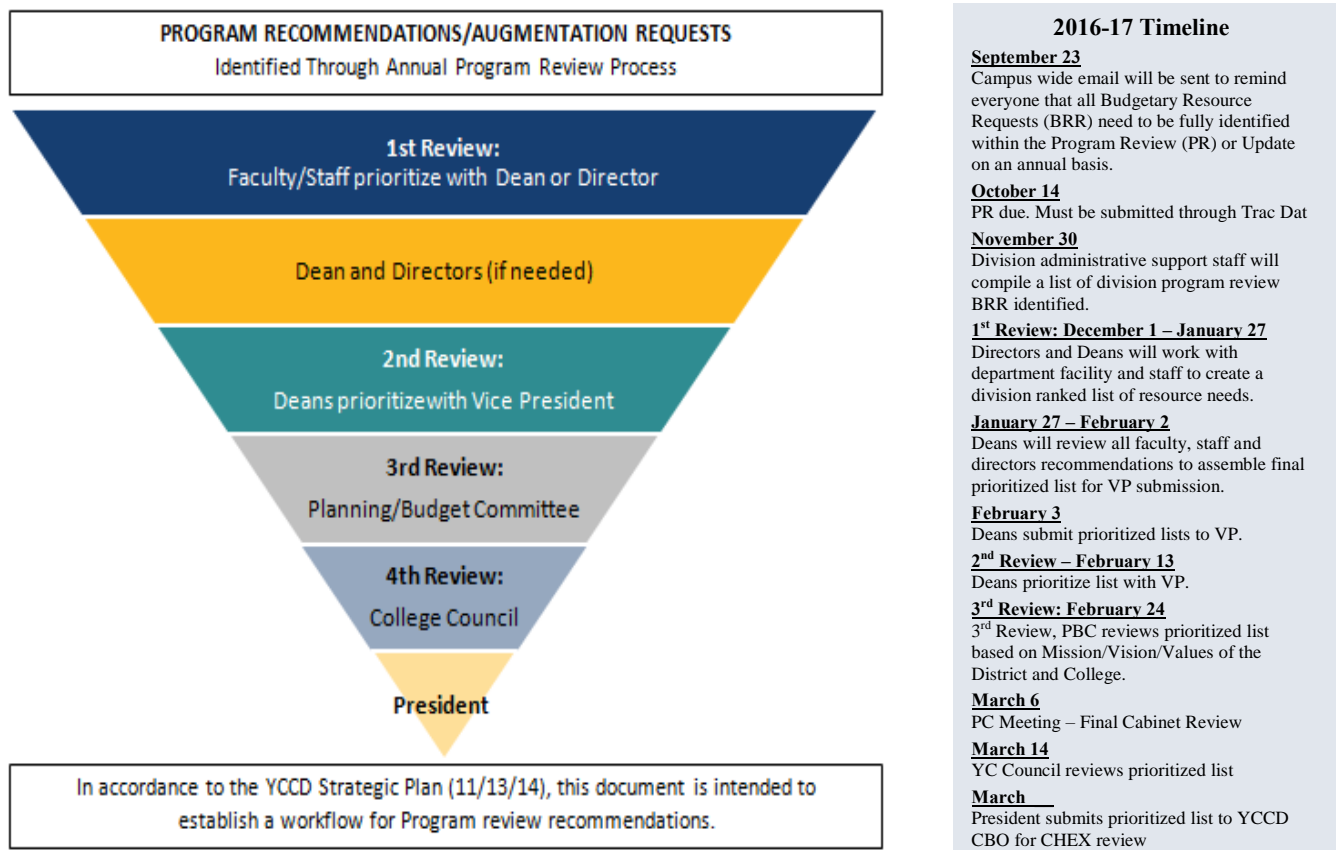 PROGRAM RECOMMENDATIONS/AUGMENTATION REQUESTS
Identified Through Annual Program Review Process
1st Review:
Faculty/Staff prioritize with Dean or Director
Dean and Directors (if needed)
2nd Review:
Deans prioritize with Vice President
3rd Review:
Planning/Budget Committee
4th Review:
College Council
President
In accordance to the YCCD Strategic Plan (11/13/14), this document is intended to
establish a workflow for Program review recommendations.
2016-17 Timeline
September 23
Campus wide email will be sent to remind
everyone that all Budgetary Resource
Requests (BRR) need to be fully identified
within the Program Review (PR) or Update
on an annual basis.
October 14
PR due. Must be submitted through Trac Dat
November 30
Division administrative support staff will
compile a list of division program review
BRR identified.
1st Review: December 1 – January 27
Directors and Deans will work with
department facility and staff to create a
division ranked list of resource needs.
January 27 – February 2
Deans will review all faculty, staff and
directors recommendations to assemble final
prioritized list for VP submission.
February 3
Deans submit prioritized lists to VP.
2nd Review – February 13
Deans prioritize list with VP.
3rd Review: February 24
3rd Review, PBC reviews prioritized list
based on Mission/Vision/Values of the
District and College.
March 6
PC Meeting – Final Cabinet Review
March 14
YC Council reviews prioritized list
March ___
President submits prioritized list to YCCD
CBO for CHEX review